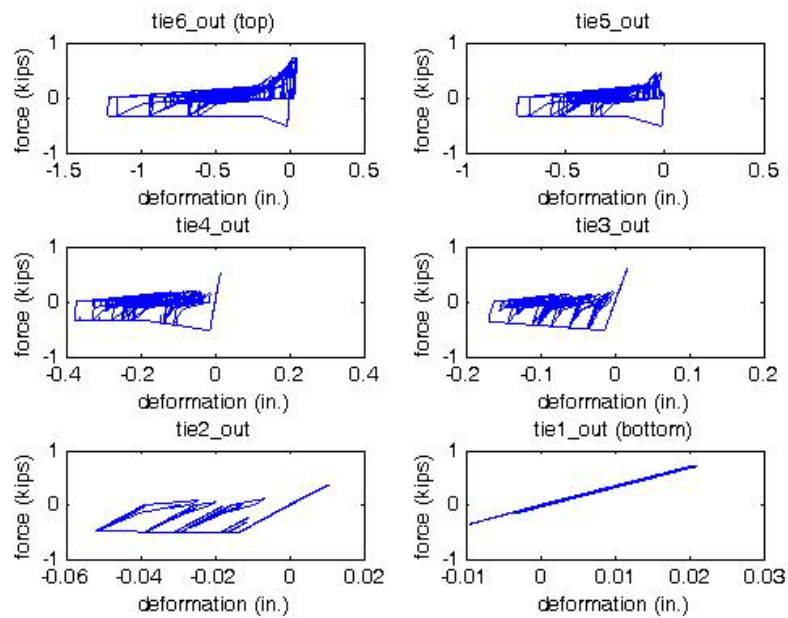 tie6_out (top)
tie5_out
force (kips)
1
0
-1
-1.5
-1
-0.5
0
0.5
deformation (in.)
force (kips)
1
0
-1
-1
-0.5
0
0.5
deformation (in.)
tie4_out
tie3_out
force (kips)
1
0
-1
-0.4
-0.2
0
0.2
0.4
deformation (in.)
force (kips)
1
0
-1
-0.2
-0.1
0
0.1
0.2
deformation (in.)
tie2_out
tie1_out (bottom)
force (kips)
1
0
-1
-0.06
-0.04
-0.02
0
0.02
deformation (in.)
force (kips)
1
0
-1
-0.01
0
0.01
0.02
0.03
deformation (in.)